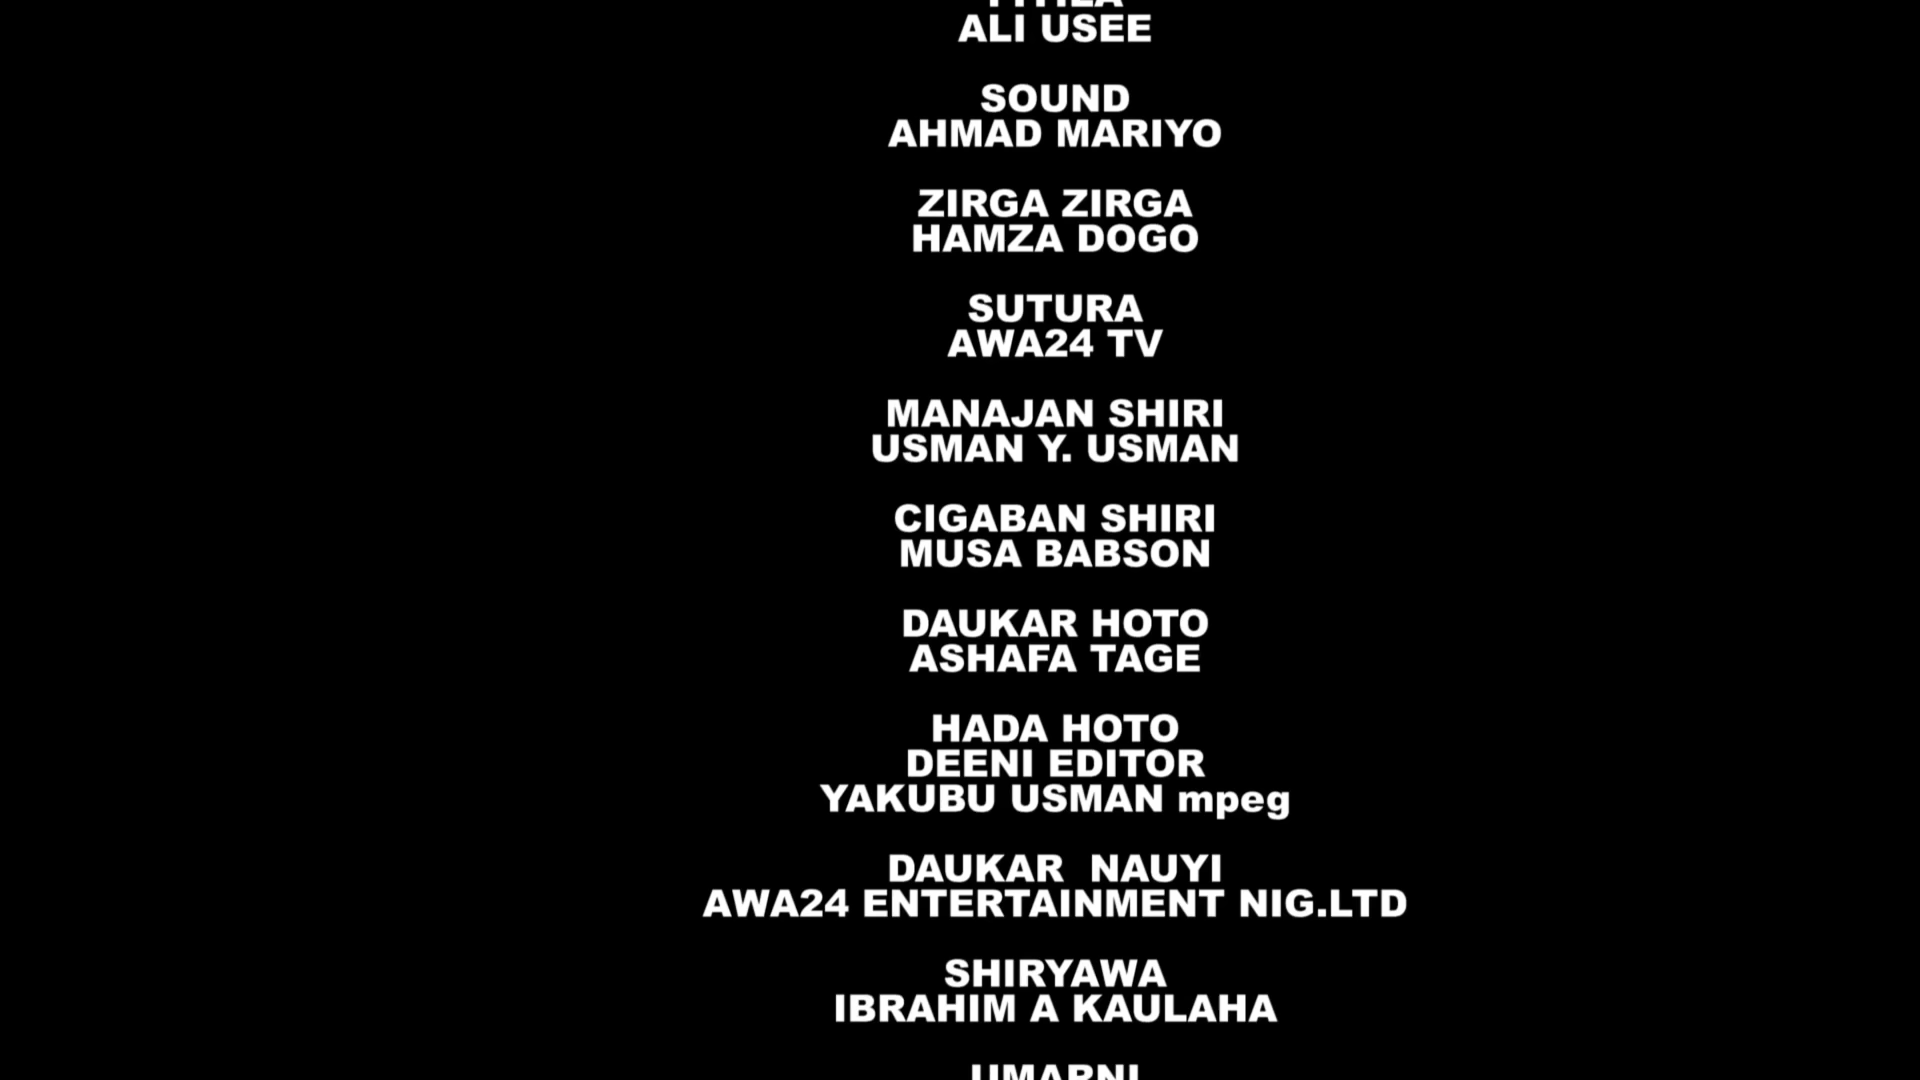 ALI USEE
SOUND
AHMAD MARIYO
ZIRGA ZIRGA
HAMZA DOGO
SUTURA
AWA24 TV
MANAJAN SHIRI
USMAN Y. USMAN
CIGABAN SHIRI
MUSA BABSON
DAUKAR HOTO
ASHAFA TAGE
HADA HOTO
DEENI EDITOR
YAKUBU USMAN mpeg
DAUKAR  NAUYI
AWA24 ENTERTAINMENT NIG.LTD
SHIRYAWA
IBRAHIM A KAULAHA
UMARNI